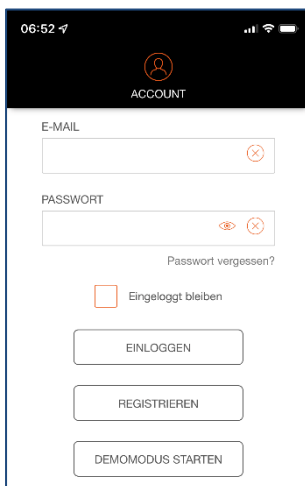 06:52
ACCOUNT
E-MAIL
PASSWORT
Passwort vergessen?
Eingeloggt bleiben
EINLOGGEN
REGISTRIEREN
DEMOMODUS STARTEN